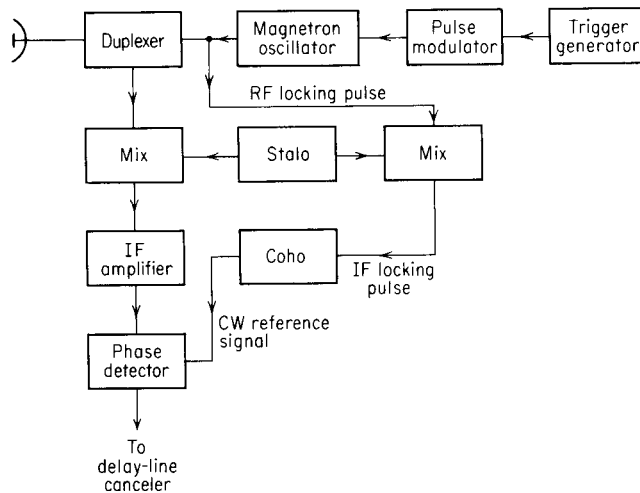 Duplexer
Magnetron
oscillator
Pulse
modulator
Trigger
generator
RF locking pulse
Mix
Stalo
Mix
IF
amplifier
Coho
IF locking
pulse
CW reference
signal
Phase
detector
To
delay-line
canceler